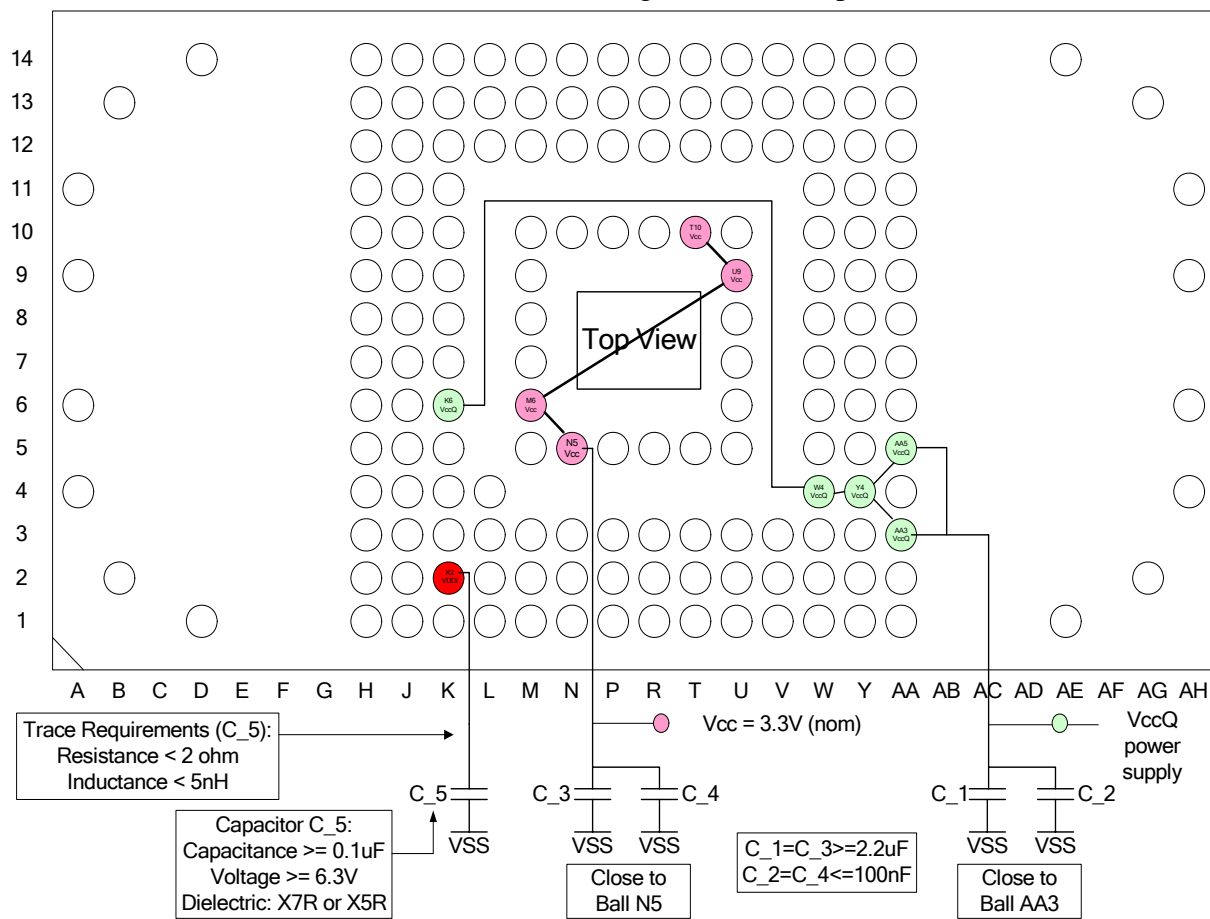 14
13
12
11
10
9
8
7
6
5
4
3
2
1
T10
Vcc
U9
Vcc
Top View
K6
VccQ
M6
Vcc
N5
Vcc
AA5
VccQ
W4
VccQ
Y4
VccQ
AA3
VccQ
K2
VDDi
A B C D E F G H J K L M N P R T U V W Y AA AB AC AD AE AF AG AH
Trace Requirements (C_5):
Resistance < 2 ohm
Inductance < 5nH
Vcc = 3.3V (nom)
VccQ
power
supply
C_5
C_3
C_4
C_1
C_2
Capacitor C_5:
Capacitance >= 0.1uF
Voltage >= 6.3V
Dielectric: X7R or X5R
VSS
VSS
VSS
VSS
VSS
C_1=C_3>=2.2uF
C_2=C_4<=100nF
Close to
Ball N5
Close to
Ball AA3